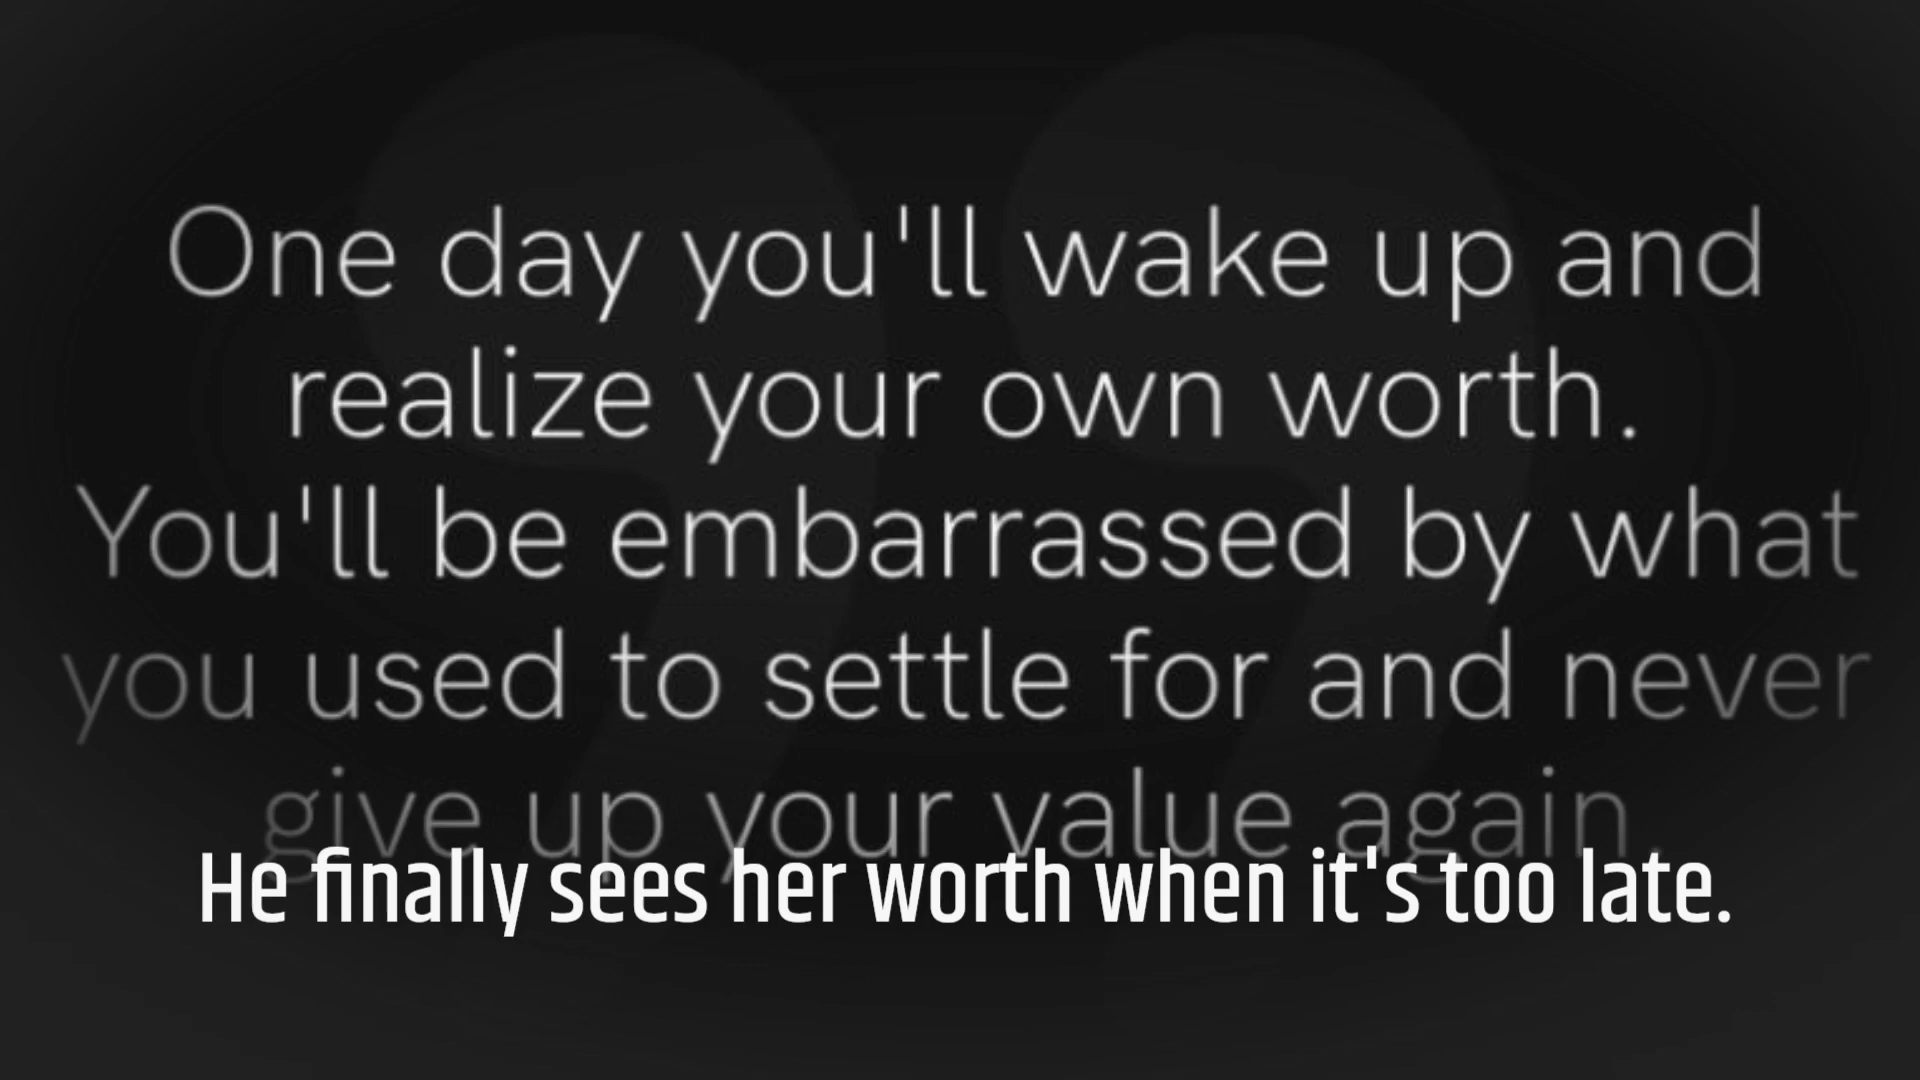 One day you'll wake up and
realize your own worth.
You'll be embarrassed by what
you used to settle for and never
give up your value again.
He finally sees her worth when it's too late.